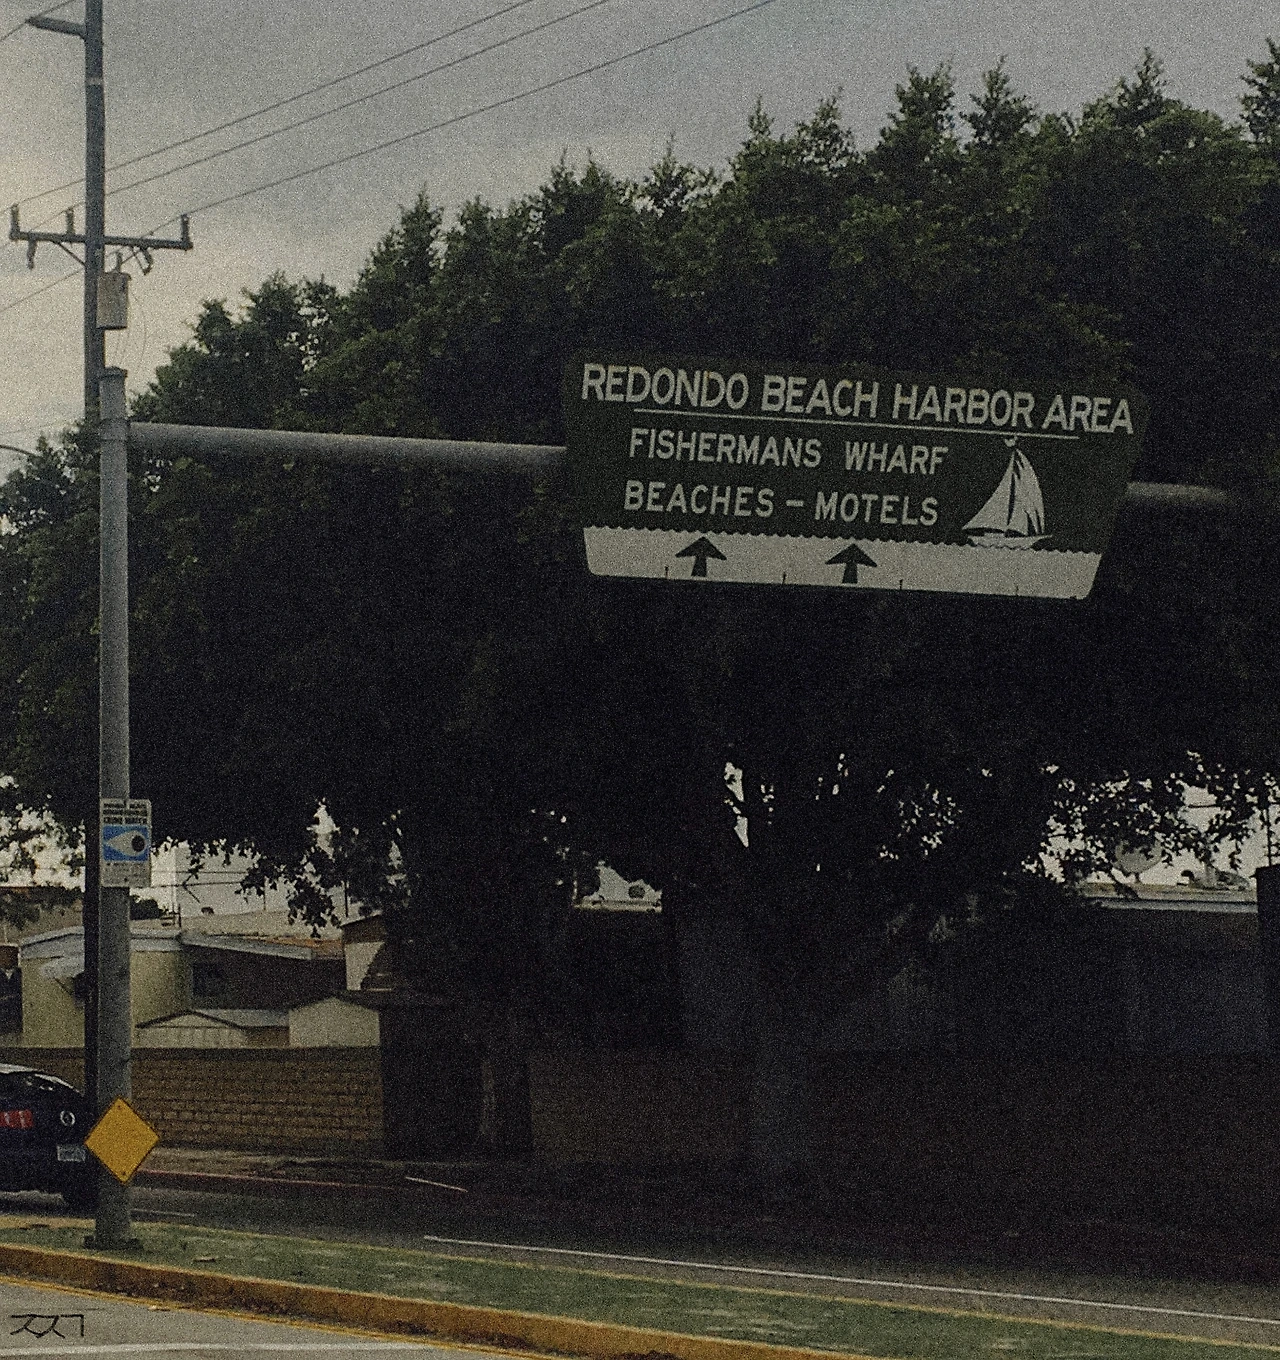 REDONDO BEACH HARBOR AREA
FISHERMANS WHARF
BEACHES - MOTELS